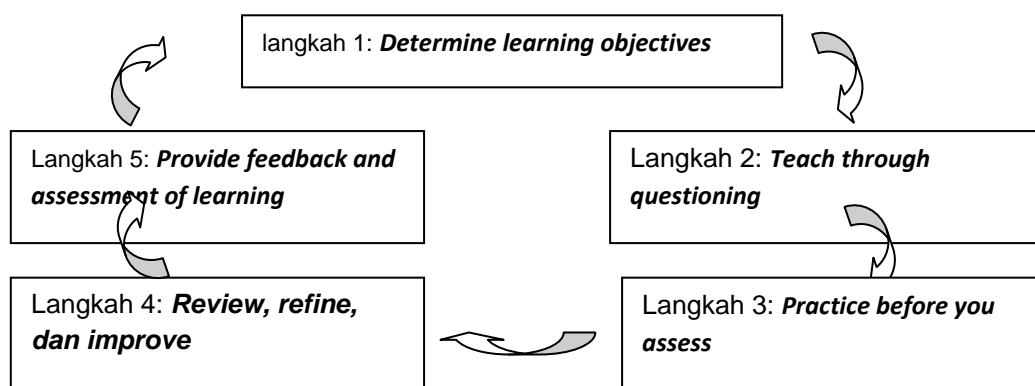 langkah 1: Determine learning objectives
Langkah 2: Teach through
questioning
Langkah 3: Practice before you
assess
Langkah 4: Review, refine,
dan improve
Langkah 5: Provide feedback and
assessment of learning